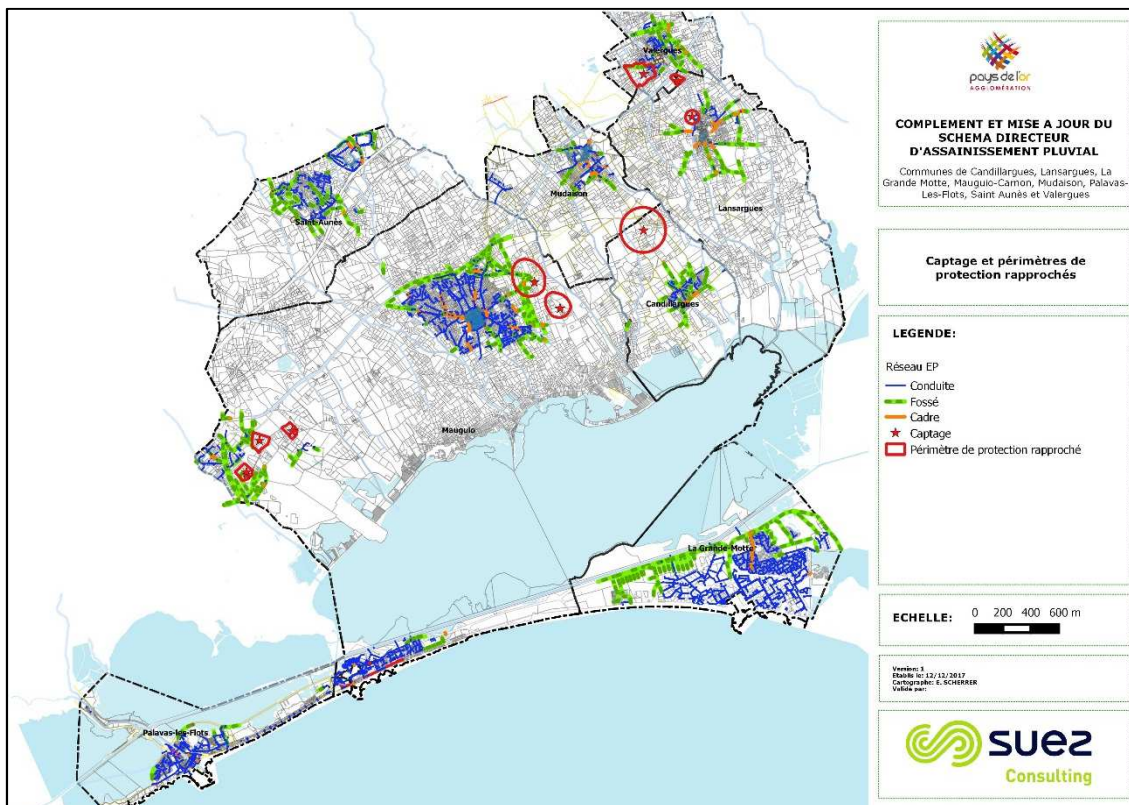 Valergues
Saint-Aunès
Mudaison
Lansargues
Candillargues
Mauguio
La Grande-Motte
Palavas-les-Flots
pays de l'or
AGGLOMÉRATION
COMPLEMENT ET MISE A JOUR DU
SCHEMA DIRECTEUR
D'ASSAINISSEMENT PLUVIAL
Communes de Candillargues, Lansargues, La
Grande Motte, Mauguio-Carnon, Mudaison, Palavas-
Les-Flots, Saint Aunès et Valergues
Captage et périmètres de
protection rapprochés
LEGENDE:
Réseau EP
Conduite
Fossé
Cadre
Captage
Périmètre de protection rapproché
ECHELLE:
0 200 400 600 m
Version: 1
Etablis le: 12/12/2017
Cartographe: E. SCHERRER
Validé par:
suez
Consulting